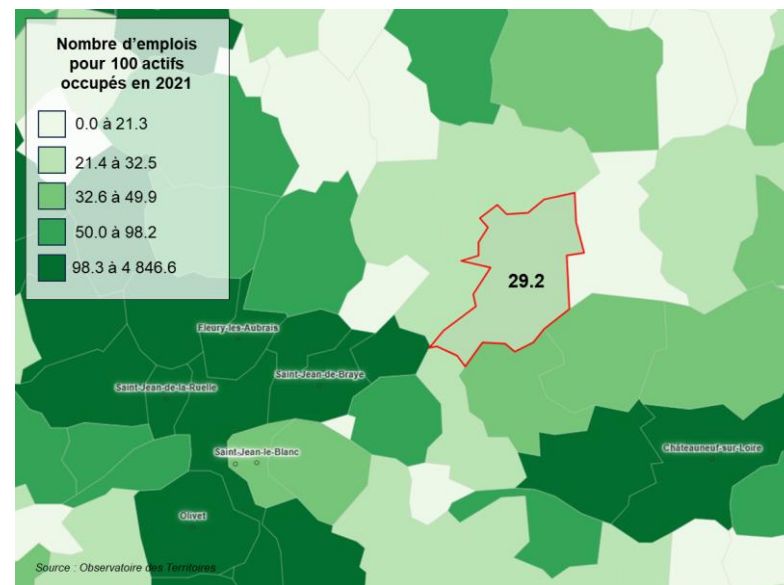 Nombre d'emplois
pour 100 actifs
occupés en 2021
0.0 à 21.3
21.4 à 32.5
32.6 à 49.9
50.0 à 98.2
98.3 à 4 846.6
29.2
Fleury-les-Aubrais
Saint-Jean-de-la-Ruelle
Saint-Jean-de-Braye
Saint-Jean-le-Blanc
Châteauneuf-sur-Loire
Olivet
Source : Observatoire des Territoires